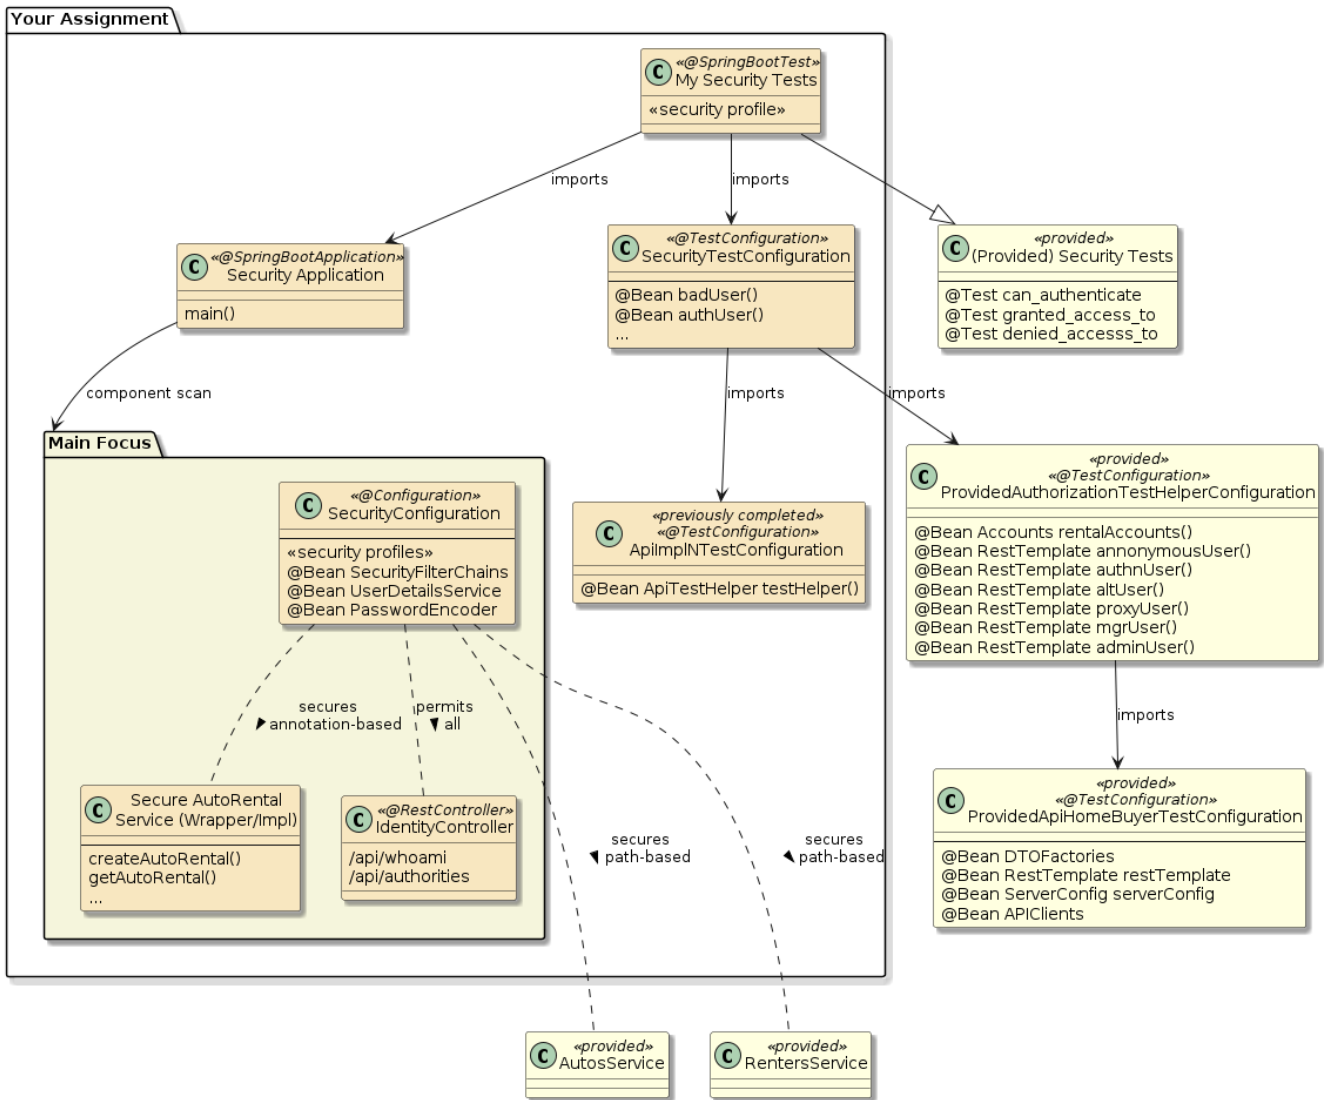 Your Assignment
C
«@SpringBootTest»
My Security Tests
«security profile»
imports
imports
C
«@SpringBootApplication»
Security Application
main()
C
«@TestConfiguration»
SecurityTestConfiguration
@Bean badUser()
@Bean authUser()
...
C
«provided»
(Provided) Security Tests
@Test can_authenticate
@Test granted_access_to
@Test denied_accesss_to
component scan
imports
imports
Main Focus
C
«@Configuration»
SecurityConfiguration
«security profiles»
@Bean SecurityFilterChains
@Bean UserDetailsService
@Bean PasswordEncoder
C
«previously completed»
«@TestConfiguration»
ApiImplNTestConfiguration
@Bean ApiTestHelper testHelper()
C
«provided»
«@TestConfiguration»
ProvidedAuthorizationTestHelperConfiguration
@Bean Accounts rentalAccounts()
@Bean RestTemplate annonymousUser()
@Bean RestTemplate authnUser()
@Bean RestTemplate altUser()
@Bean RestTemplate proxyUser()
@Bean RestTemplate mgrUser()
@Bean RestTemplate adminUser()
secures
annotation-based
permits
all
imports
C
Secure AutoRental
Service (Wrapper/Impl)
createAutoRental()
getAutoRental()
...
C
«@RestController»
IdentityController
/api/whoami
/api/authorities
secures
path-based
secures
path-based
C
«provided»
«@TestConfiguration»
ProvidedApiHomeBuyerTestConfiguration
@Bean DTOFactories
@Bean RestTemplate restTemplate
@Bean ServerConfig serverConfig
@Bean APIClients
C
«provided»
AutosService
C
«provided»
RentersService